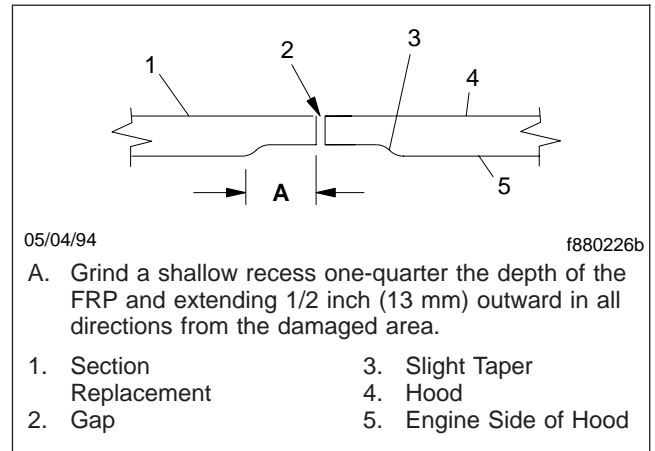 1
2
3
4
A
5
05/04/94
f880226b
A. Grind a shallow recess one-quarter the depth of the
FRP and extending 1/2 inch (13 mm) outward in all
directions from the damaged area.
1. Section
Replacement
2. Gap
3. Slight Taper
4. Hood
5. Engine Side of Hood